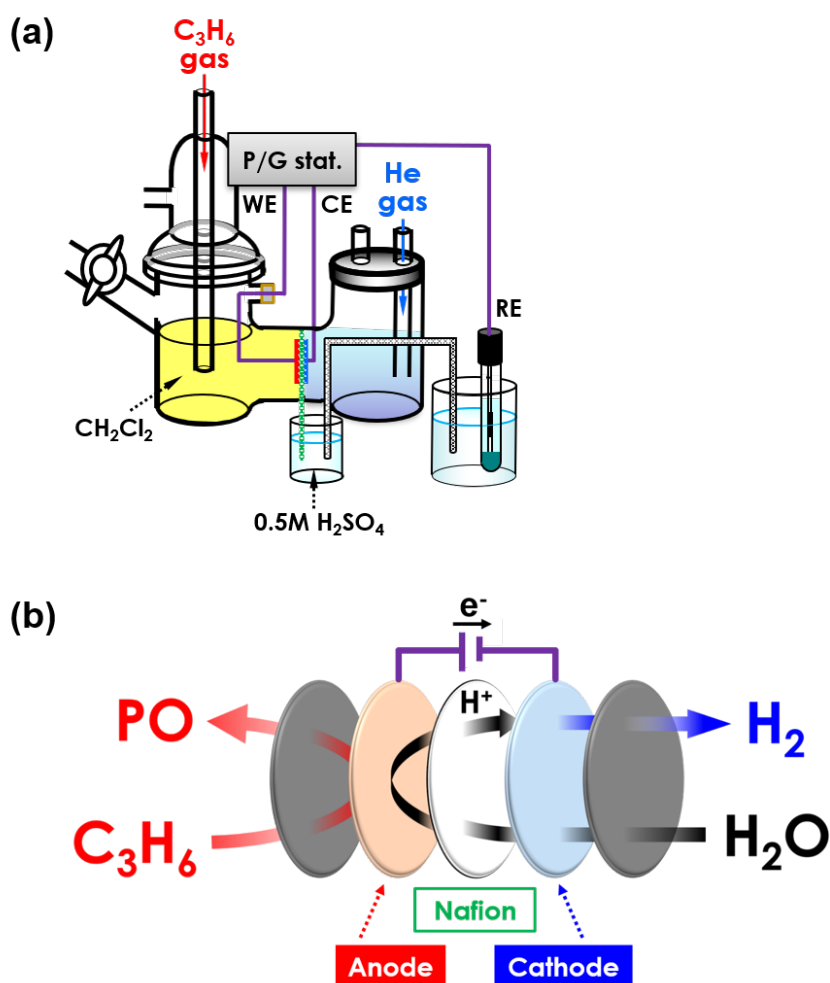 (a)
C₃H₆
gas
P/G stat.
WE
CE
He
gas
RE
CH₂Cl₂
0.5M H₂SO₄
(b)
e⁻
PO
H⁺
H₂
C₃H₆
H₂O
Nafion
Anode
Cathode